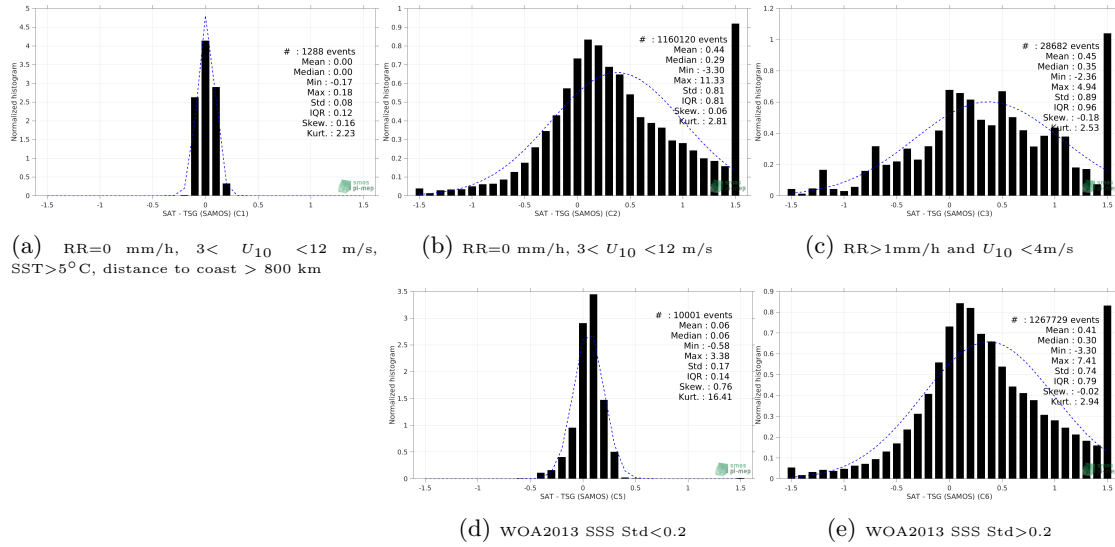 5
4.5
4
3.5
3
2.5
2
1.5
1
0.5
0
Normalized histogram
# : 1288 events
Mean : 0.00
Median : 0.00
Min : -0.17
Max : 0.18
Std : 0.08
IQR : 0.12
Skew. : 0.16
Kurt. : 2.23
smos
pi-mep
-1.5 -1 -0.5 0 0.5 1 1.5
SAT - TSG (SAMOS) (C1)
(a) RR=0 mm/h, 3< U10 <12 m/s,
SST>5°C, distance to coast > 800 km
1
0.9
0.8
0.7
0.6
0.5
0.4
0.3
0.2
0.1
0
Normalized histogram
# : 1160120 events
Mean : 0.44
Median : 0.29
Min : -3.30
Max : 11.33
Std : 0.81
IQR : 0.81
Skew. : 0.06
Kurt. : 2.81
smos
pi-mep
-1.5 -1 -0.5 0 0.5 1 1.5
SAT - TSG (SAMOS) (C2)
(b) RR=0 mm/h, 3< U10 <12 m/s
1.2
1
0.8
0.6
0.4
0.2
0
Normalized histogram
# : 28682 events
Mean : 0.45
Median : 0.35
Min : -2.36
Max : 4.94
Std : 0.89
IQR : 0.96
Skew. : -0.18
Kurt. : 2.53
-1.5 -1 -0.5 0 0.5 1 1.5
SAT - TSG (SAMOS) (C3)
(c) RR>1mm/h and U10 <4m/s
3.5
3
2.5
2
1.5
1
0.5
0
Normalized histogram
# : 10001 events
Mean : 0.06
Median : 0.06
Min : -0.58
Max : 3.38
Std : 0.17
IQR : 0.14
Skew. : 0.76
Kurt. : 16.41
smos
pi-mep
-1.5 -1 -0.5 0 0.5 1 1.5
SAT - TSG (SAMOS) (C5)
(d) WOA2013 SSS Std<0.2
0.9
0.8
0.7
0.6
0.5
0.4
0.3
0.2
0.1
0
Normalized histogram
# : 1267729 events
Mean : 0.41
Median : 0.30
Min : -3.30
Max : 7.41
Std : 0.74
IQR : 0.79
Skew. : -0.02
Kurt. : 2.94
-1.5 -1 -0.5 0 0.5 1 1.5
SAT - TSG (SAMOS) (C6)
(e) WOA2013 SSS Std>0.2